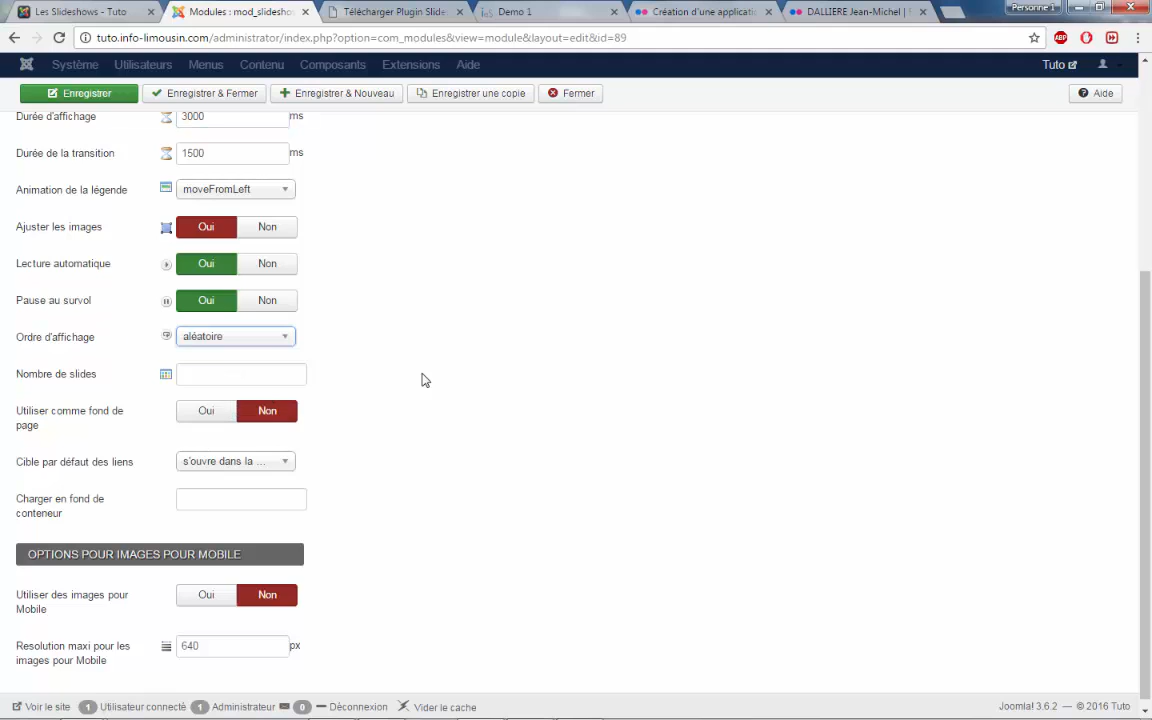 Les Slideshows - Tuto
Modules : mod_slidesho
Télécharger Plugin Slide
Demo 1
Création d'une applicati
DALLIERE Jean-Michel |
Personne 1
tuto.info-limousin.com/administrator/index.php?option=com_modules&view=module&layout=edit&id=89
ABP
Système Utilisateurs Menus Contenu Composants Extensions Aide Tuto
Enregistrer Enregistrer & Fermer Enregistrer & Nouveau Enregistrer une copie Fermer Aide
Durée d'affichage 3000 ms
Durée de la transition 1500 ms
Animation de la légende moveFromLeft
Ajuster les images Oui Non
Lecture automatique Oui Non
Pause au survol Oui Non
Ordre d'affichage aléatoire
Nombre de slides
Utiliser comme fond de Oui Non
page
Cible par défaut des liens s'ouvre dans la ...
Charger en fond de
conteneur
OPTIONS POUR IMAGES POUR MOBILE
Utiliser des images pour Oui Non
Mobile
Resolution maxi pour les 640 px
images pour Mobile
Voir le site 1 Utilisateur connecté 1 Administrateur 0 Déconnexion Vider le cache Joomla! 3.6.2 — © 2016 Tuto